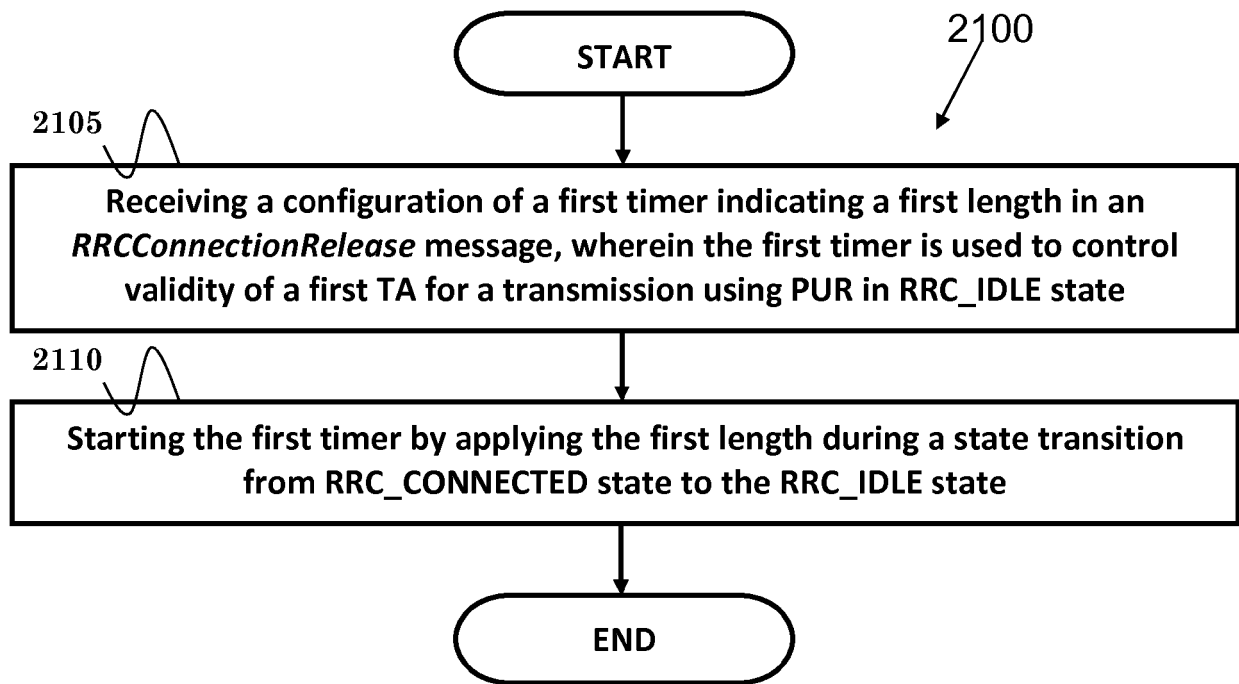 START
2100
2105
Receiving a configuration of a first timer indicating a first length in an
RRCConnectionRelease message, wherein the first timer is used to control
validity of a first TA for a transmission using PUR in RRC_IDLE state
2110
Starting the first timer by applying the first length during a state transition
from RRC_CONNECTED state to the RRC_IDLE state
END